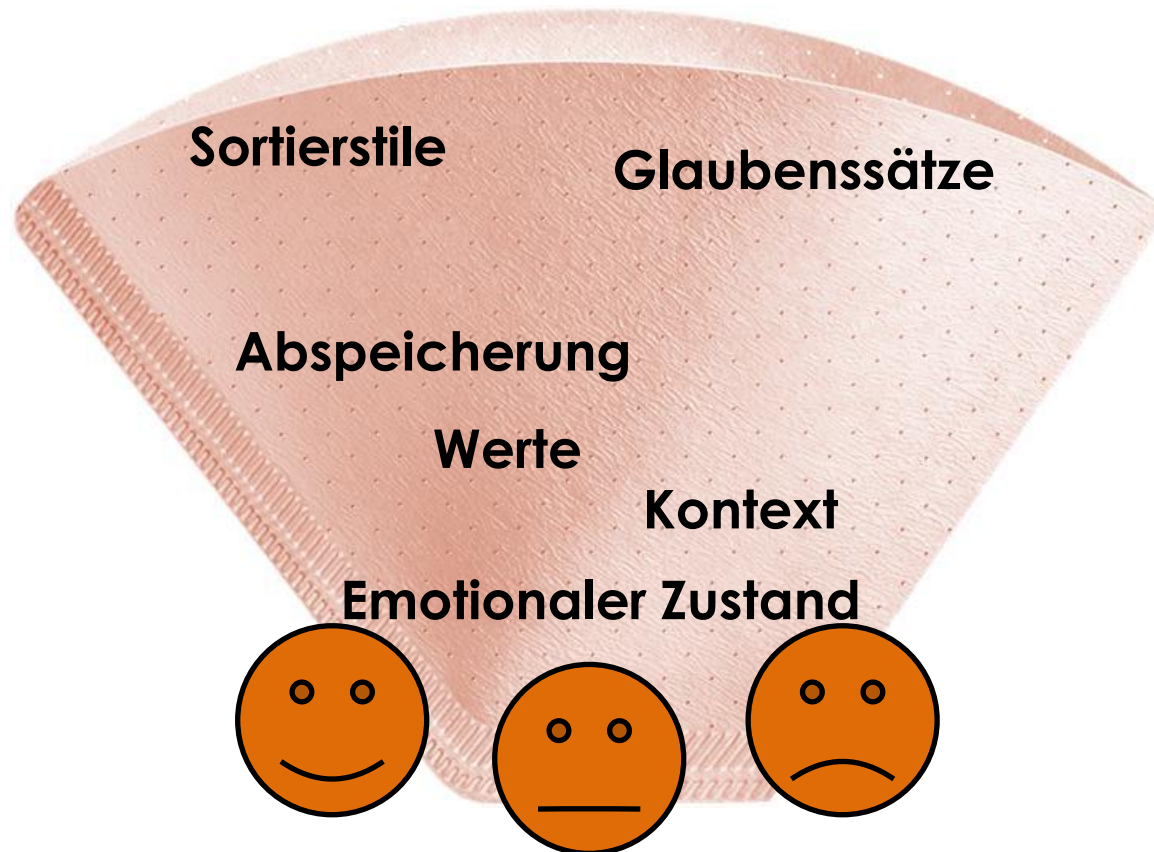 Sortierstile
Glaubenssätze
Abspeicherung
Werte
Kontext
Emotionaler Zustand